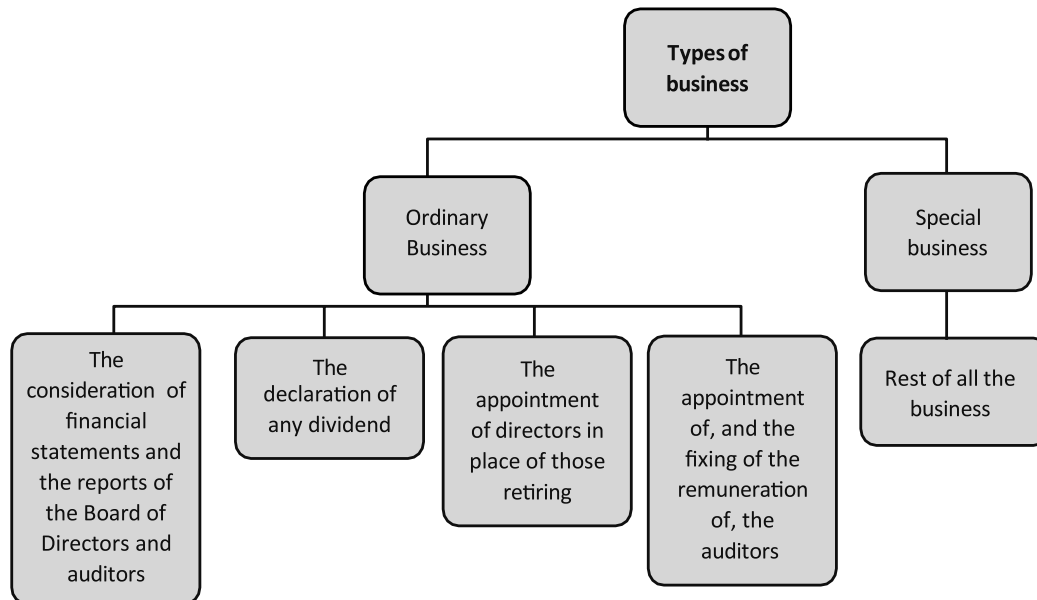 Types of
business
Ordinary
Business
Special
business
The
consideration of
financial
statements and
the reports of
the Board of
Directors and
auditors
The
declaration of
any dividend
The
appointment
of directors in
place of those
retiring
The
appointment
of, and the
fixing of the
remuneration
of, the
auditors
Rest of all the
business